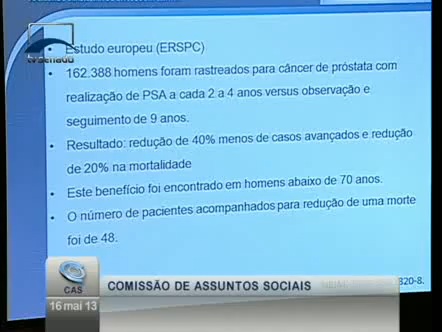 Estudo europeu (ERSPC)
tv senado
162.388 homens foram rastreados para câncer de próstata com
realização de PSA a cada 2 a 4 anos versus observação e
seguimento de 9 anos.
Resultado: redução de 40% menos de casos avançados e redução
de 20% na mortalidade
Este benefício foi encontrado em homens abaixo de 70 anos.
O número de pacientes acompanhados para redução de uma morte
foi de 48.
CAS
COMISSÃO DE ASSUNTOS SOCIAIS
320-8.
16 mai 13